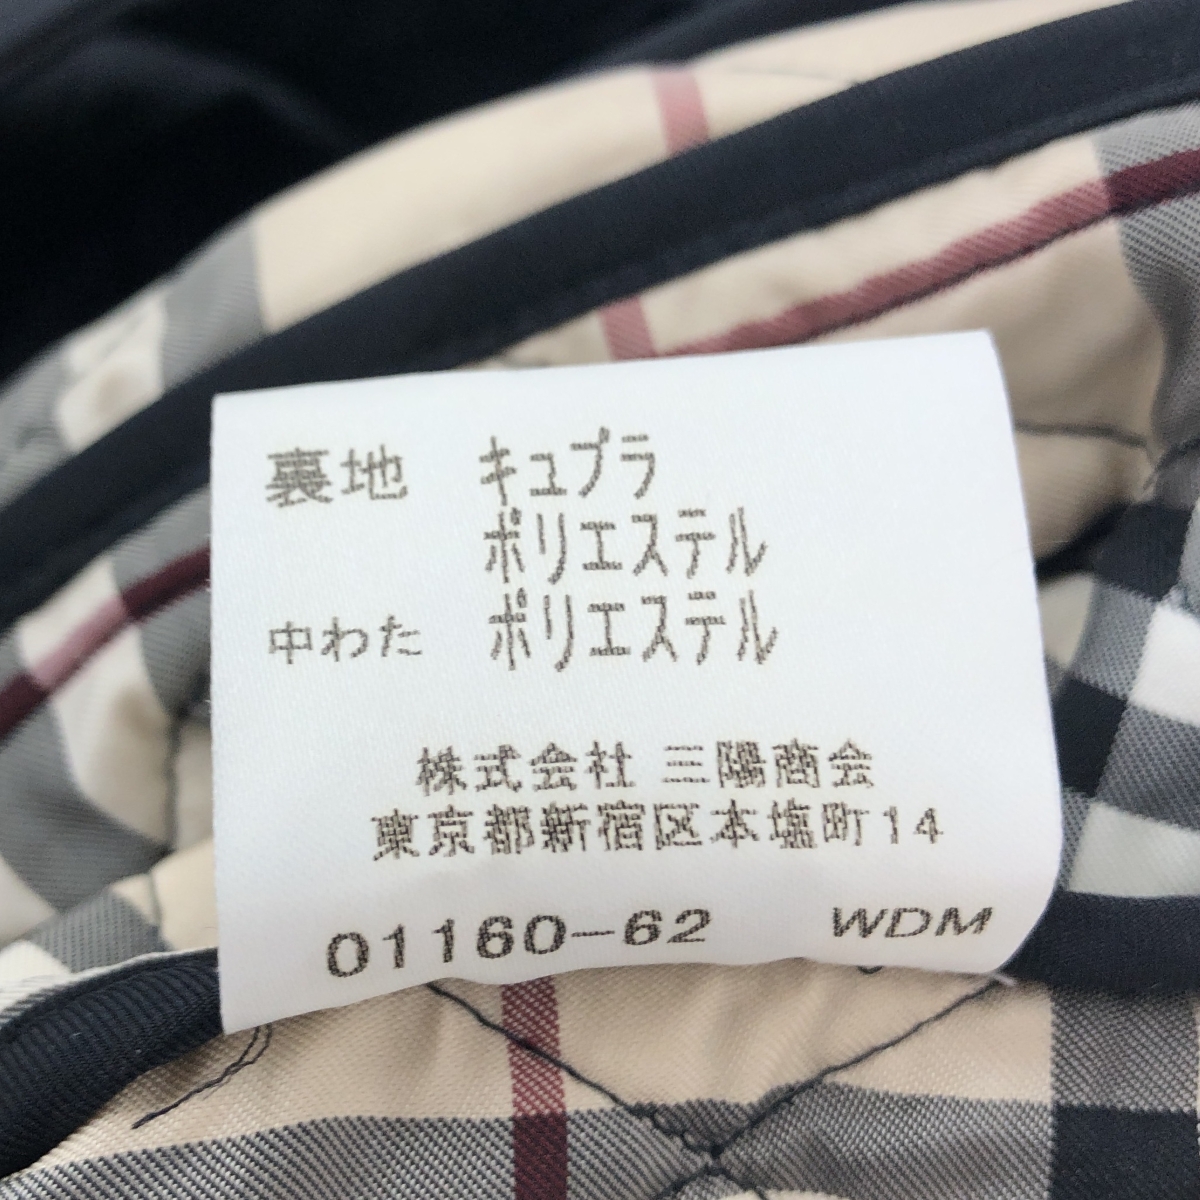 裏地 キュプラ
ポリエステル
中わた ポリエステル
株式会社 三陽商会
東京都新宿区本塩町14
01160-62 WDM